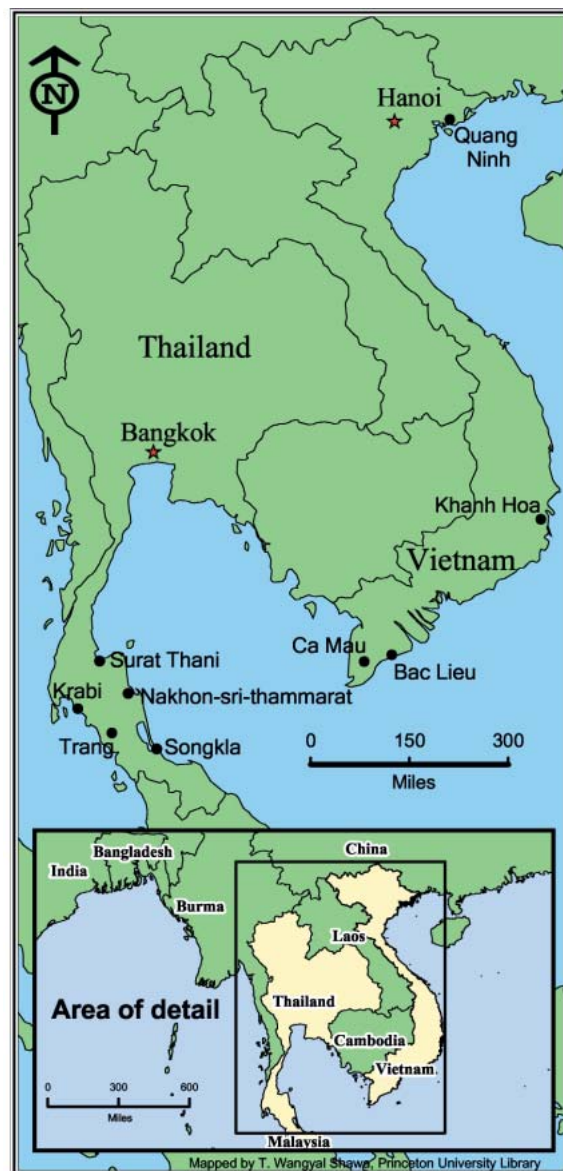 N
Hanoi
Quang
Ninh
Thailand
Bangkok
Khanh Hoa
Vietnam
Surat Thani
Ca Mau
Bac Lieu
Krabi
Nakhon-sri-thammarat
Trang
Songkla
0 150 300
Miles
China
Bangladesh
India
Burma
Laos
Area of detail
Thailand
Cambodia
Vietnam
0 300 600
Miles
Malaysia
Mapped by T. Wangyal Shawa, Princeton University Library